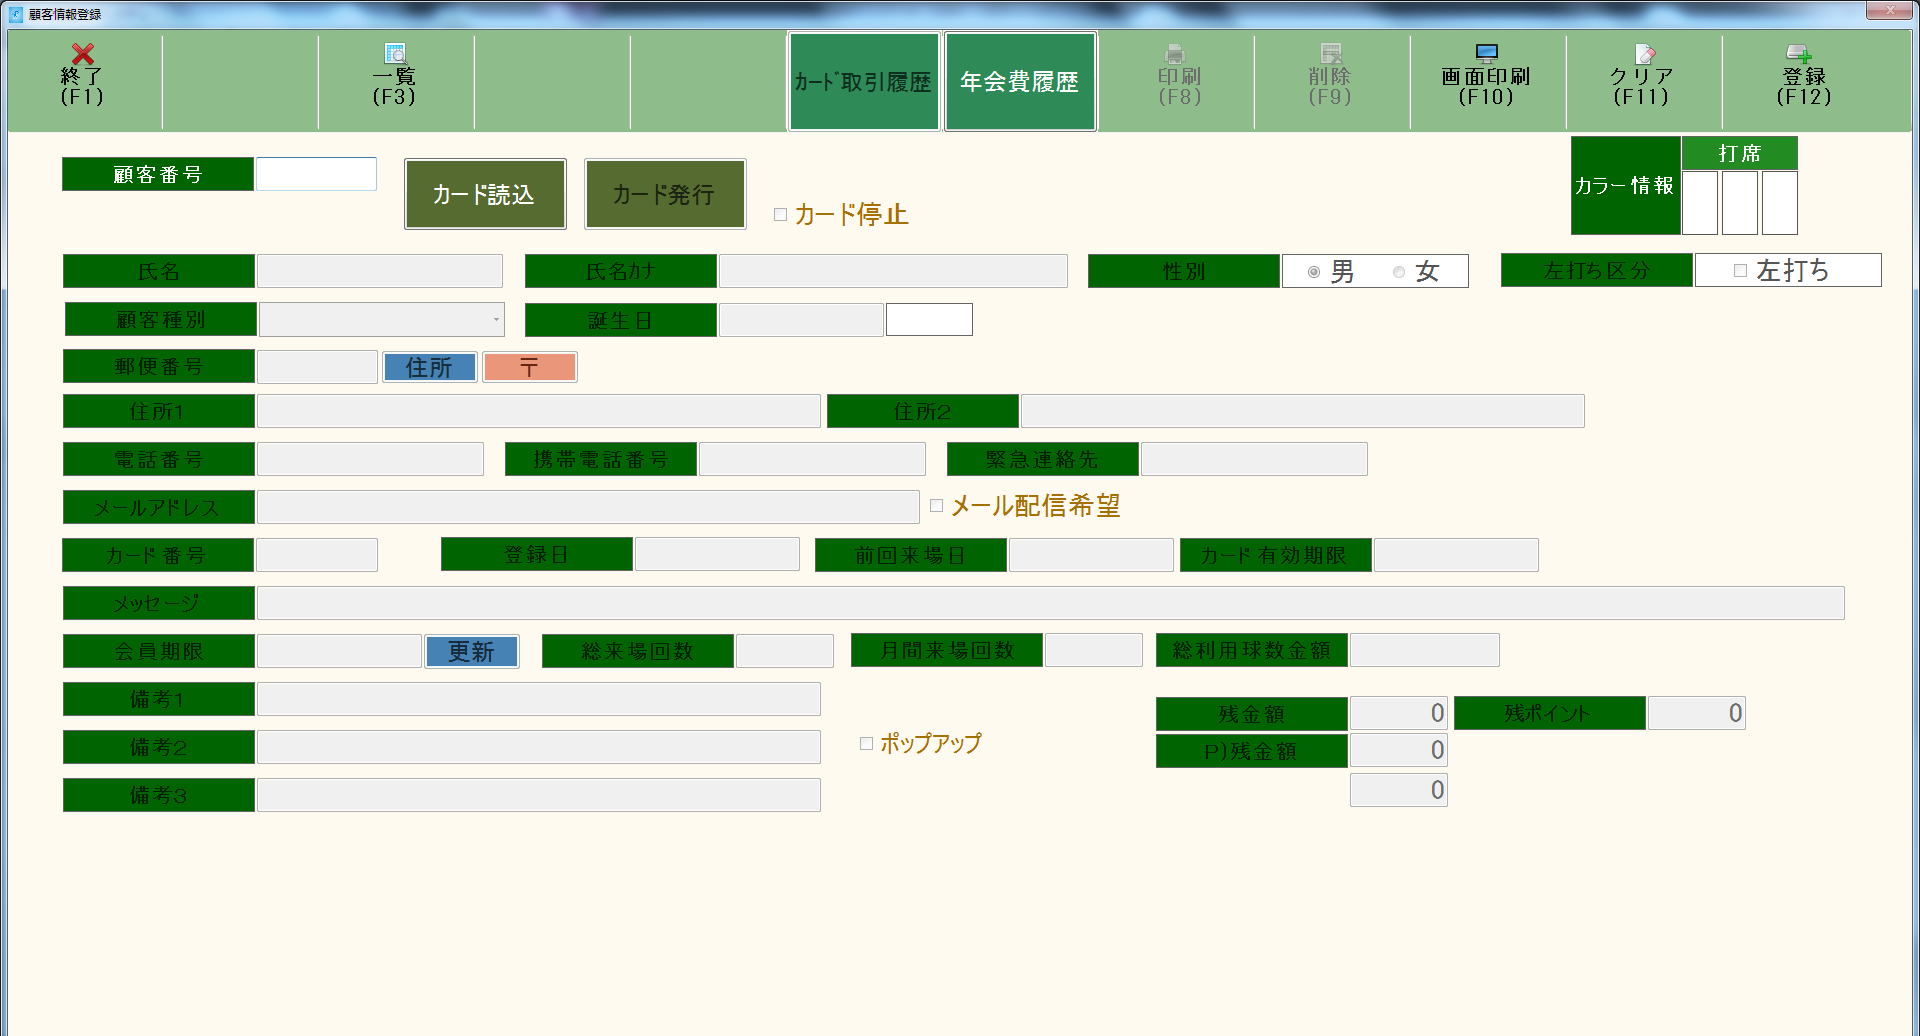 顧客情報登録
終了
(F1)
一覧
(F3)
ｶｰﾄﾞ取引履歴
年会費履歴
印刷
(F8)
削除
(F9)
画面印刷
(F10)
クリア
(F11)
登録
(F12)
顧客番号
カード読込
カード発行
カード停止
カラー情報
打席
氏名
氏名ｶﾅ
性別
男
女
左打ち区分
左打ち
顧客種別
誕生日
郵便番号
住所
〒
住所1
住所2
電話番号
携帯電話番号
緊急連絡先
メールアドレス
メール配信希望
カード番号
登録日
前回来場日
カード有効期限
メッセージ
会員期限
更新
総来場回数
月間来場回数
総利用球数金額
備考1
残金額
0
残ポイント
0
備考2
ポップアップ
P)残金額
0
備考3
0